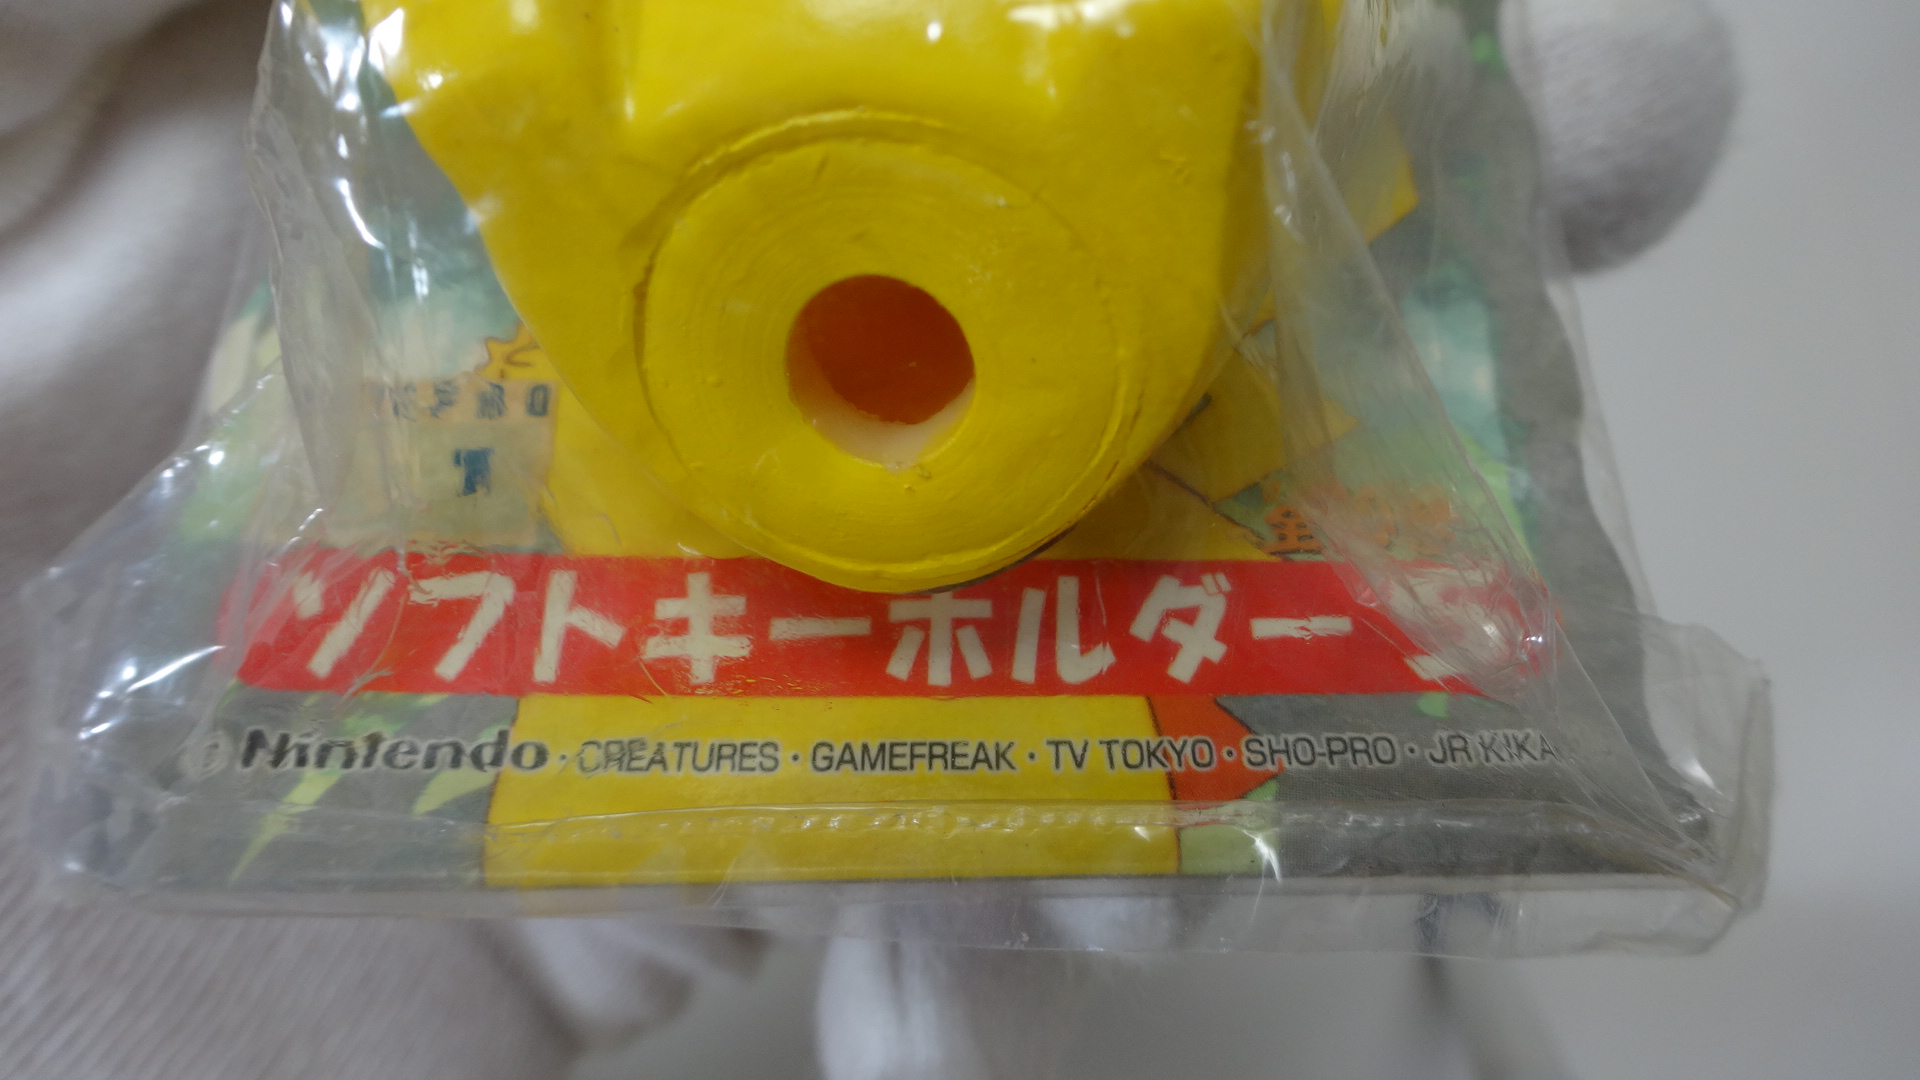 ソフトキーホルダー
Nintendo・CREATURES・GAMEFREAK・TV TOKYO・SHO-PRO・JR KIKA